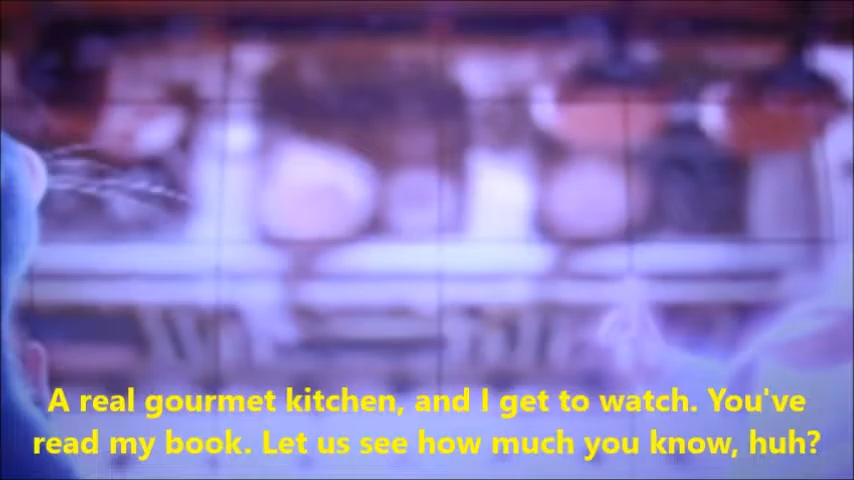 A real gourmet kitchen, and I get to watch. You've
read my book. Let us see how much you know, huh?